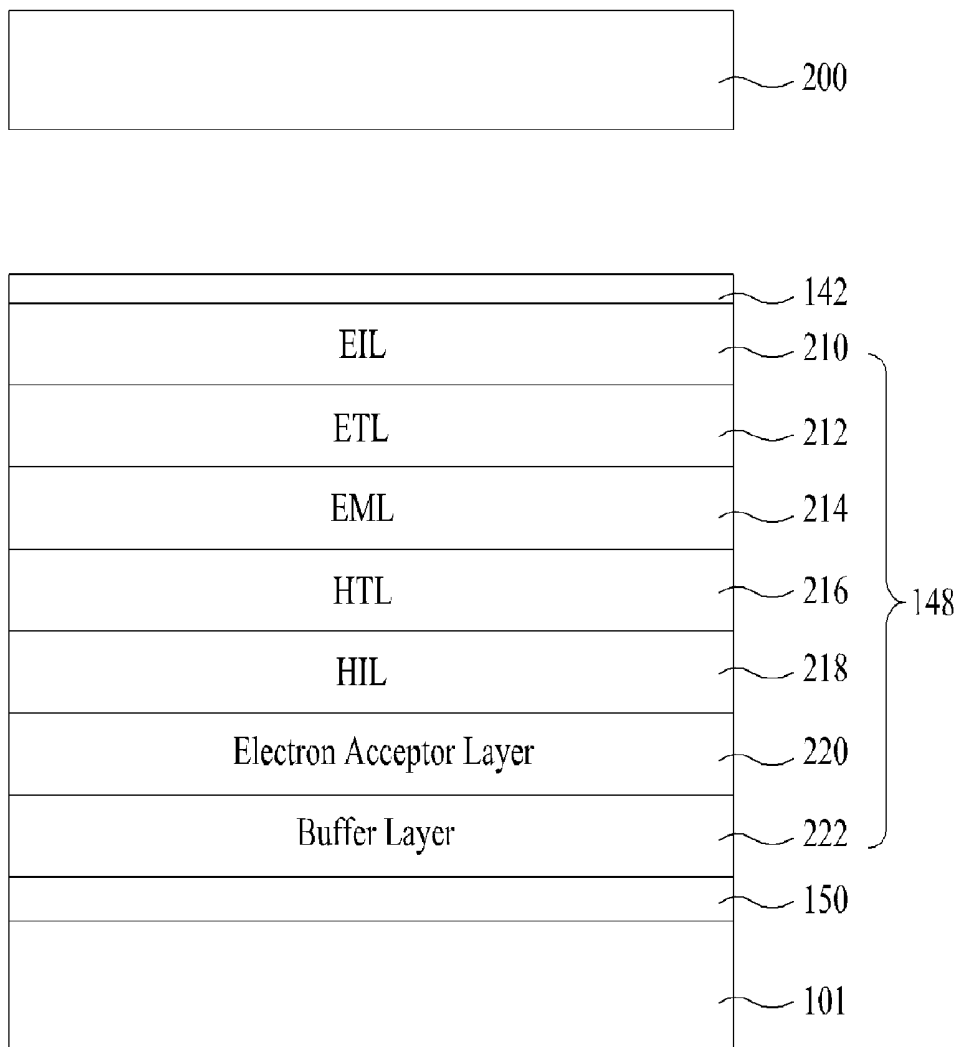 200
142
EIL 210
ETL 212
EML 214
HTL 216
148
HIL 218
Electron Acceptor Layer 220
Buffer Layer 222
150
101